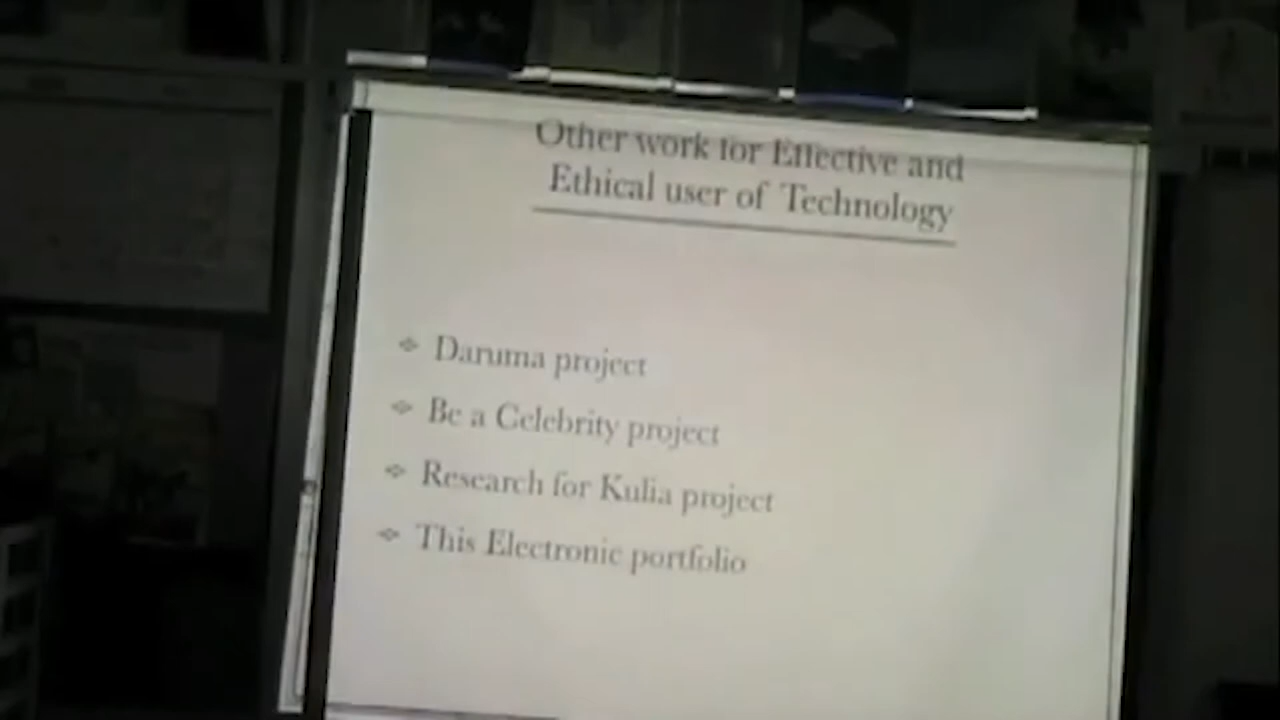 Other work for Effective and
Ethical user of Technology
Daruma project
Be a Celebrity project
Research for Kulia project
This Electronic portfolio